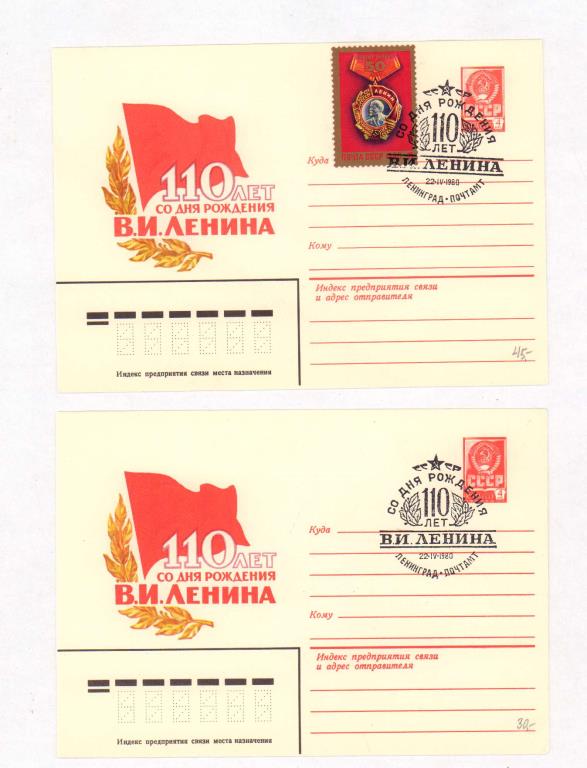 50
ЛЕНИН
ПОЧТА СССР
СССР
СО ДНЯ РОЖДЕНИЯ
110
ЛЕТ
В.И. ЛЕНИНА
22-IV-1980
ЛЕНИНГРАД • ПОЧТАМТ
110 ЛЕТ
СО ДНЯ РОЖДЕНИЯ
В.И.ЛЕНИНА
Куда
Кому
Индекс предприятия связи
и адрес отправителя
45,-
Индекс предприятия связи места назначения
СССР
СО ДНЯ РОЖДЕНИЯ
110
ЛЕТ
В.И. ЛЕНИНА
22-IV-1980
ЛЕНИНГРАД • ПОЧТАМТ
110 ЛЕТ
СО ДНЯ РОЖДЕНИЯ
В.И.ЛЕНИНА
Куда
Кому
Индекс предприятия связи
и адрес отправителя
30,-
Индекс предприятия связи места назначения